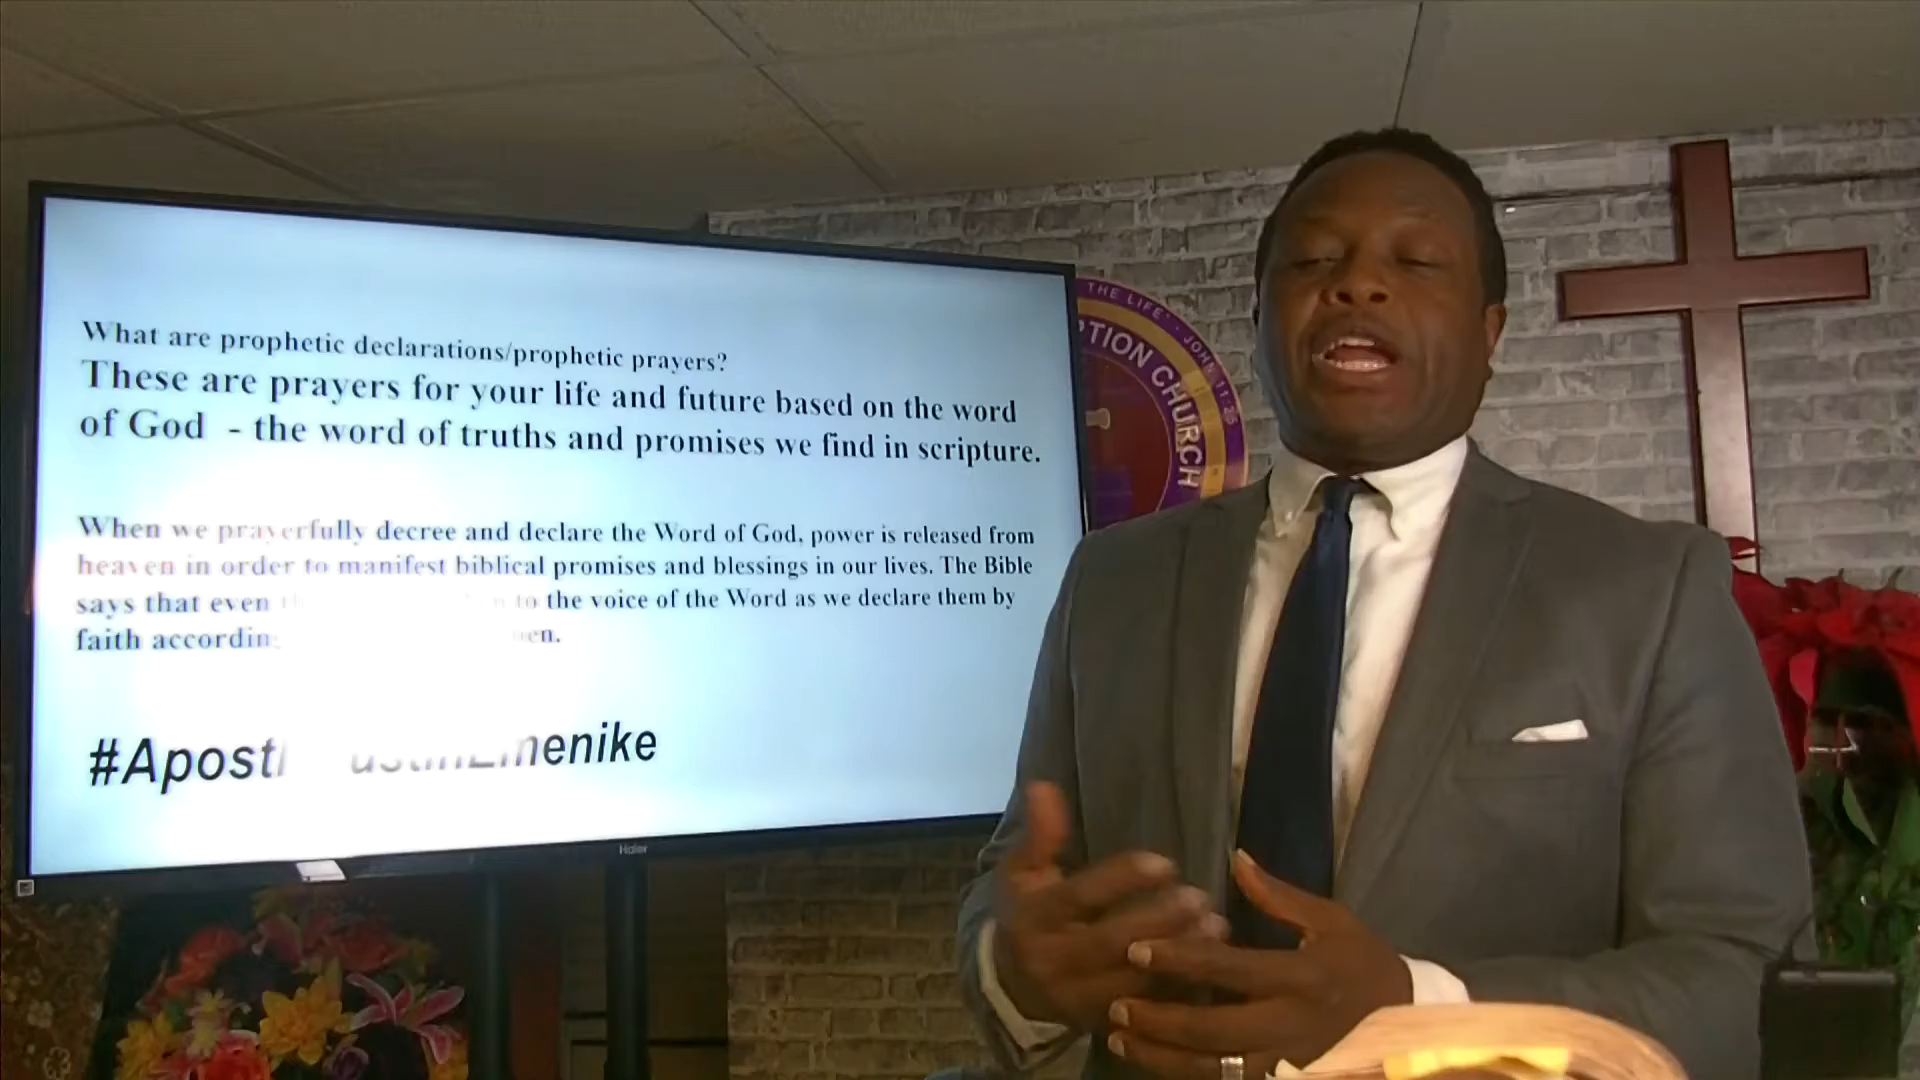 What are prophetic declarations/prophetic prayers?
These are prayers for your life and future based on the word
of God - the word of truths and promises we find in scripture.
When we prayerfully decree and declare the Word of God, power is released from
heaven in order to manifest biblical promises and blessings in our lives. The Bible
says that even to the voice of the Word as we declare them by
faith
Haier
THE LIFE" · JOHN 11:25
CHURCH